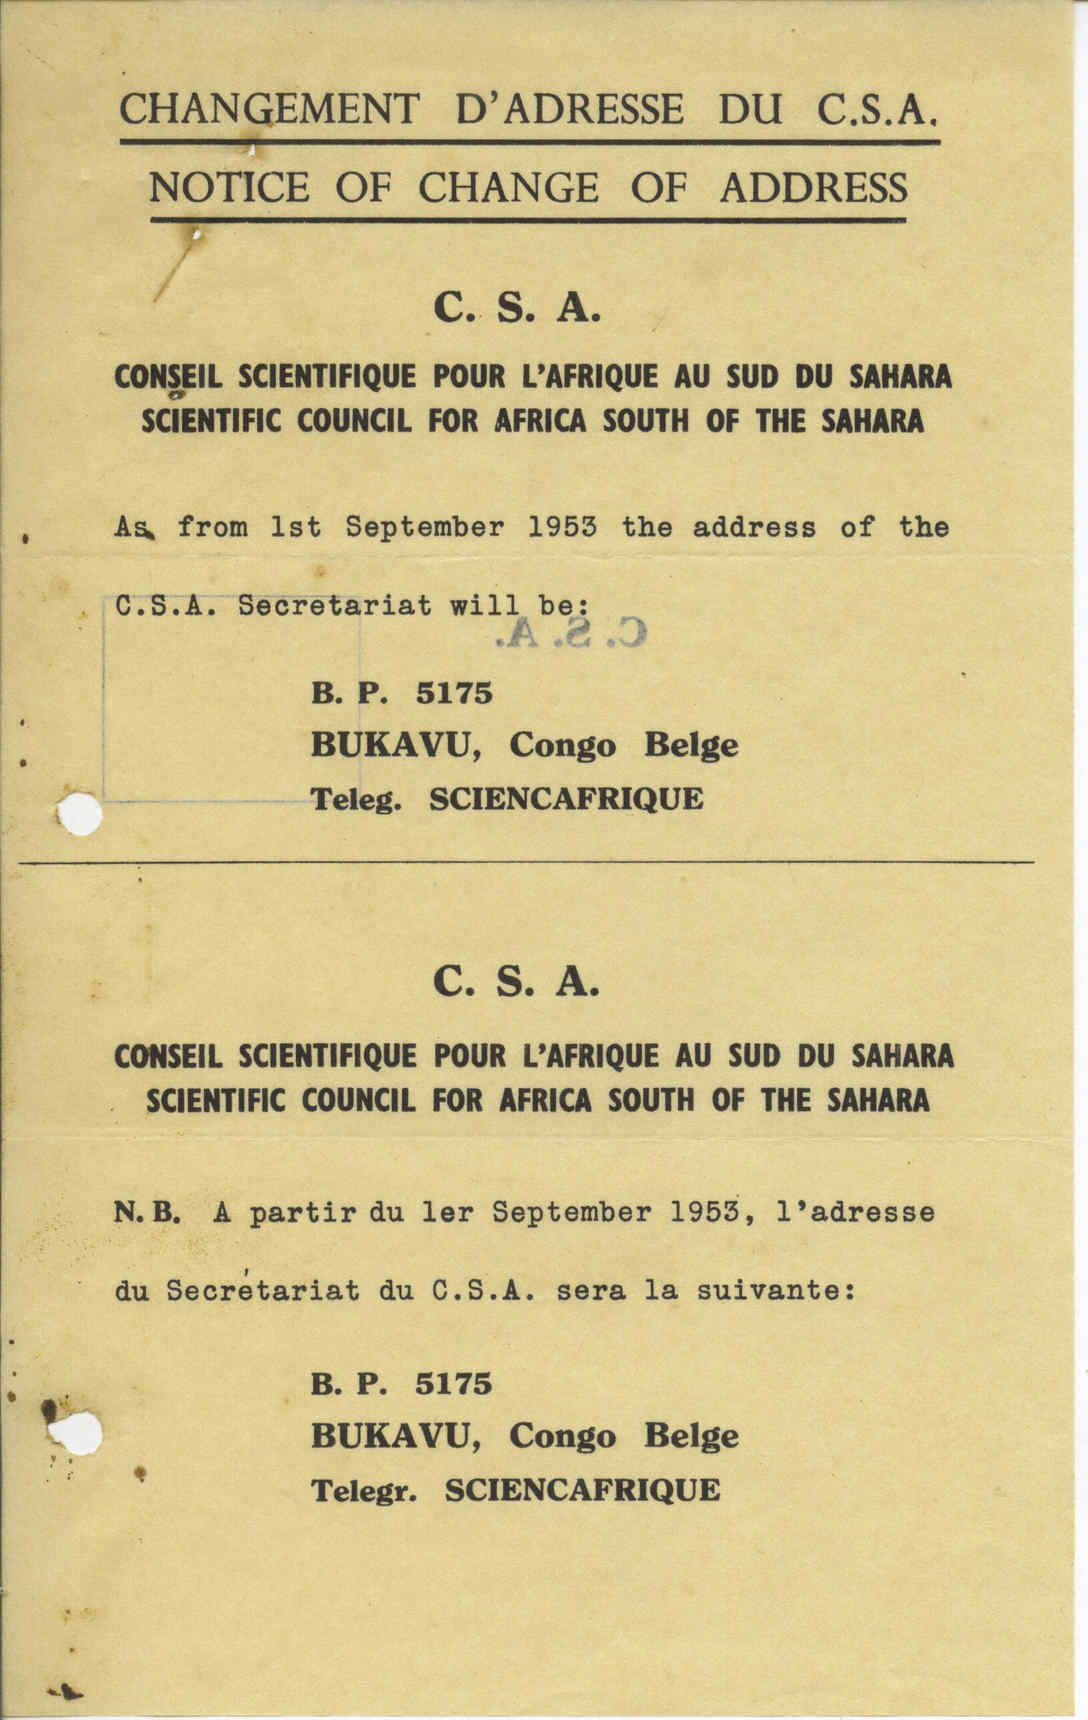 CHANGEMENT D'ADRESSE DU C.S.A.
NOTICE OF CHANGE OF ADDRESS
C. S. A.
CONSEIL SCIENTIFIQUE POUR L'AFRIQUE AU SUD DU SAHARA
SCIENTIFIC COUNCIL FOR AFRICA SOUTH OF THE SAHARA
As from 1st September 1953 the address of the
C.S.A. Secretariat will be:
C.S.A.
B. P. 5175
BUKAVU, Congo Belge
Teleg. SCIENCAFRIQUE
C. S. A.
CONSEIL SCIENTIFIQUE POUR L'AFRIQUE AU SUD DU SAHARA
SCIENTIFIC COUNCIL FOR AFRICA SOUTH OF THE SAHARA
N.B. A partir du 1er September 1953, l'adresse
du Secrétariat du C.S.A. sera la suivante:
B. P. 5175
BUKAVU, Congo Belge
Telegr. SCIENCAFRIQUE